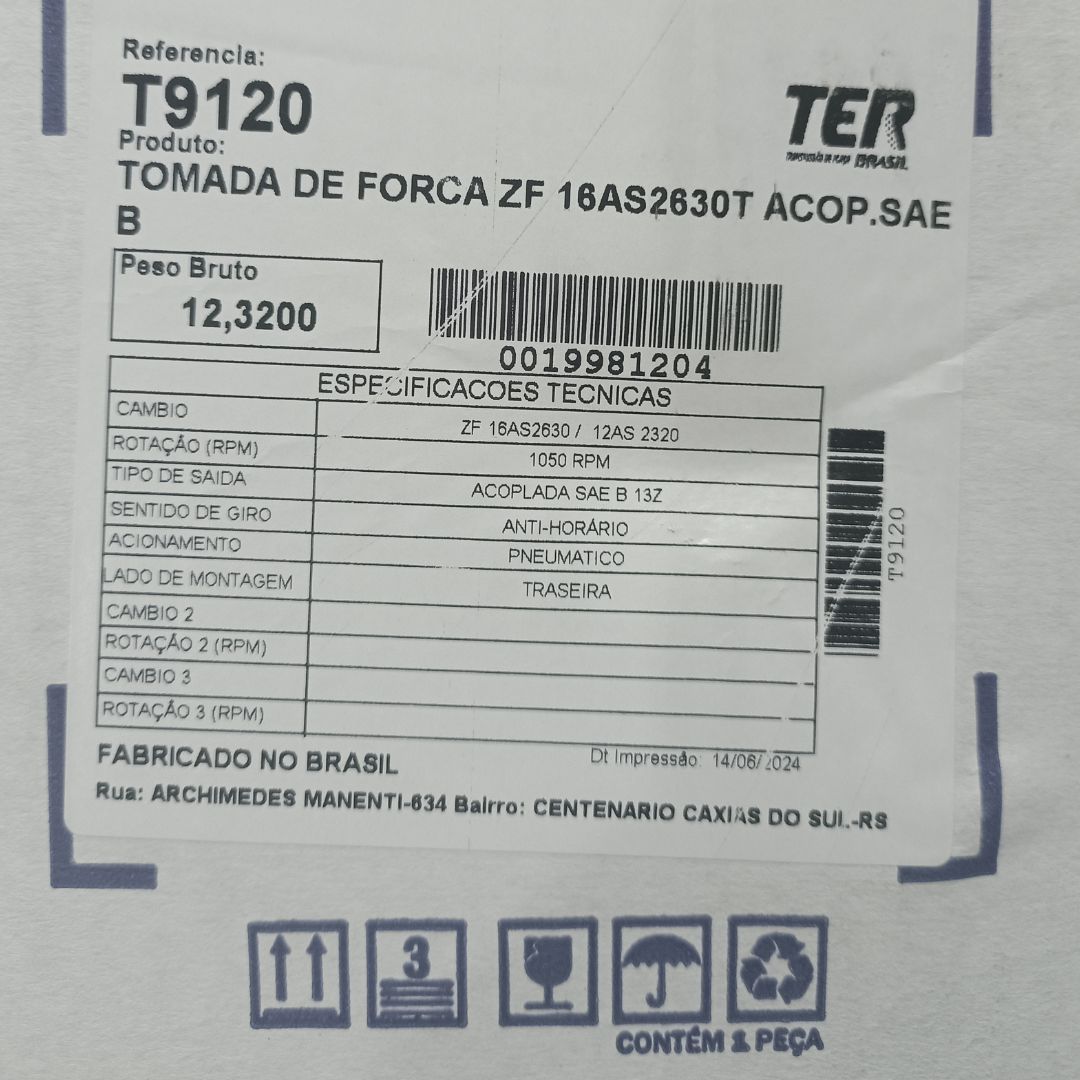 Referencia:
T9120
TER
BRASIL
Produto:
TOMADA DE FORCA ZF 16AS2630T ACOP.SAE
B
Peso Bruto
12,3200
0019981204
ESPECIFICACOES TECNICAS
CAMBIO ZF 16AS2630 / 12AS 2320
ROTAÇÃO (RPM) 1050 RPM
TIPO DE SAIDA ACOPLADA SAE B 13Z
SENTIDO DE GIRO ANTI-HORÁRIO
ACIONAMENTO PNEUMATICO
LADO DE MONTAGEM TRASEIRA
CAMBIO 2
ROTAÇÃO 2 (RPM)
CAMBIO 3
ROTAÇÃO 3 (RPM)
T9120
FABRICADO NO BRASIL
Dt Impressão: 14/06/2024
Rua: ARCHIMEDES MANENTI-634 Bairro: CENTENARIO CAXIAS DO SUL-RS
3
CONTÉM 1 PEÇA